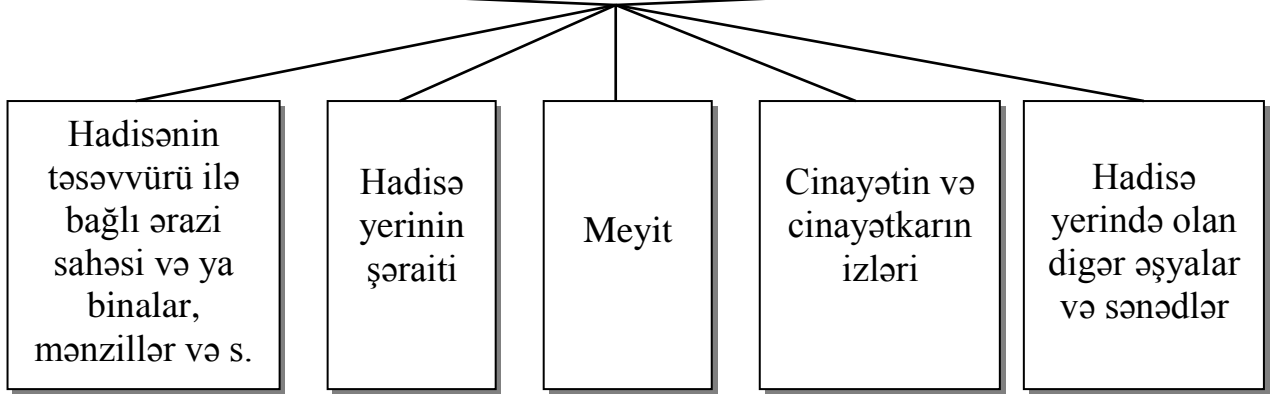 Hadisənin
təsəvvürü ilə
bağlı ərazi
sahəsi və ya
binalar,
mənzillər və s.
Hadisə
yerinin
şəraiti
Meyit
Cinayətin və
cinayətkarın
izləri
Hadisə
yerində olan
digər əşyalar
və sənədlər